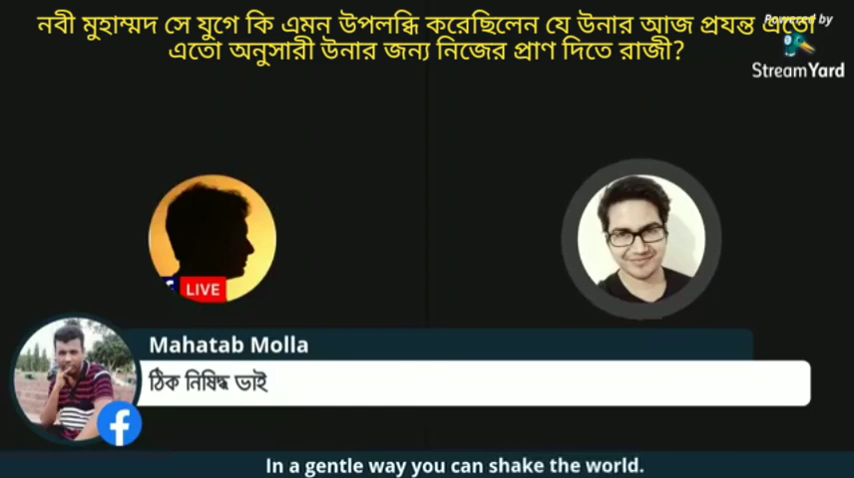 নবী মুহাম্মদ সে যুগে কি এমন উপলব্ধি করেছিলেন যে উনার আজ প্রযন্ত এতো
এতো অনুসারী উনার জন্য নিজের প্রাণ দিতে রাজী?
Powered by
StreamYard
LIVE
Mahatab Molla
ঠিক নিষিদ্ধ ভাই
In a gentle way you can shake the world.